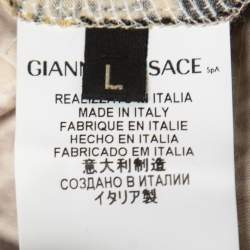 L
GIANN SACE SpA
REALIZZATO IN ITALIA
MADE IN ITALY
FABRIQUE EN ITALIE
HECHO EN ITALIA
FABRICADO EM ITALIA
意大利制造
СОЗДАНО В ИТАЛИИ
イタリア製